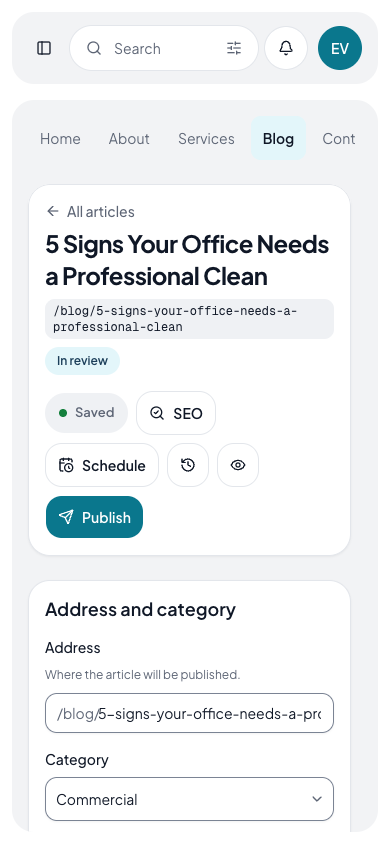 Search
EV
Home About Services Blog Cont
All articles
5 Signs Your Office Needs
a Professional Clean
/blog/5-signs-your-office-needs-a-
professional-clean
In review
Saved
SEO
Schedule
Publish
Address and category
Address
Where the article will be published.
/blog/5-signs-your-office-needs-a-pro
Category
Commercial